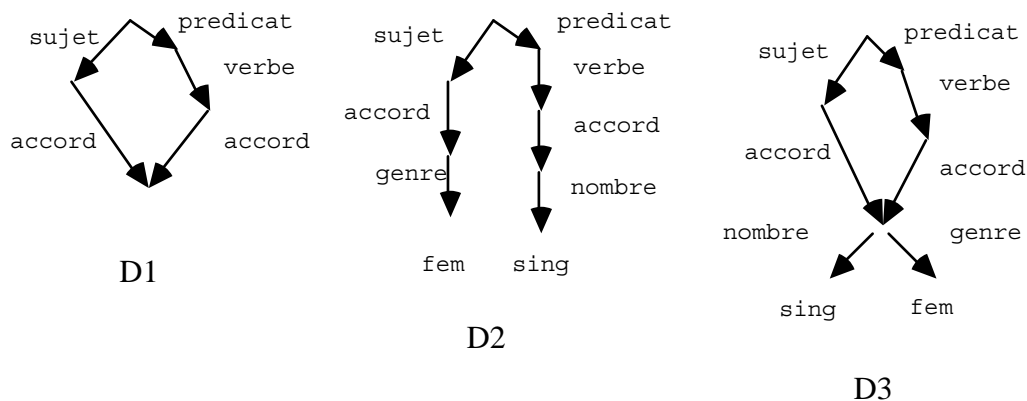 sujet
predicat
verbe
accord
accord
D1
sujet
predicat
verbe
accord
accord
genre
nombre
fem
sing
D2
sujet
predicat
verbe
accord
accord
nombre
genre
sing
fem
D3